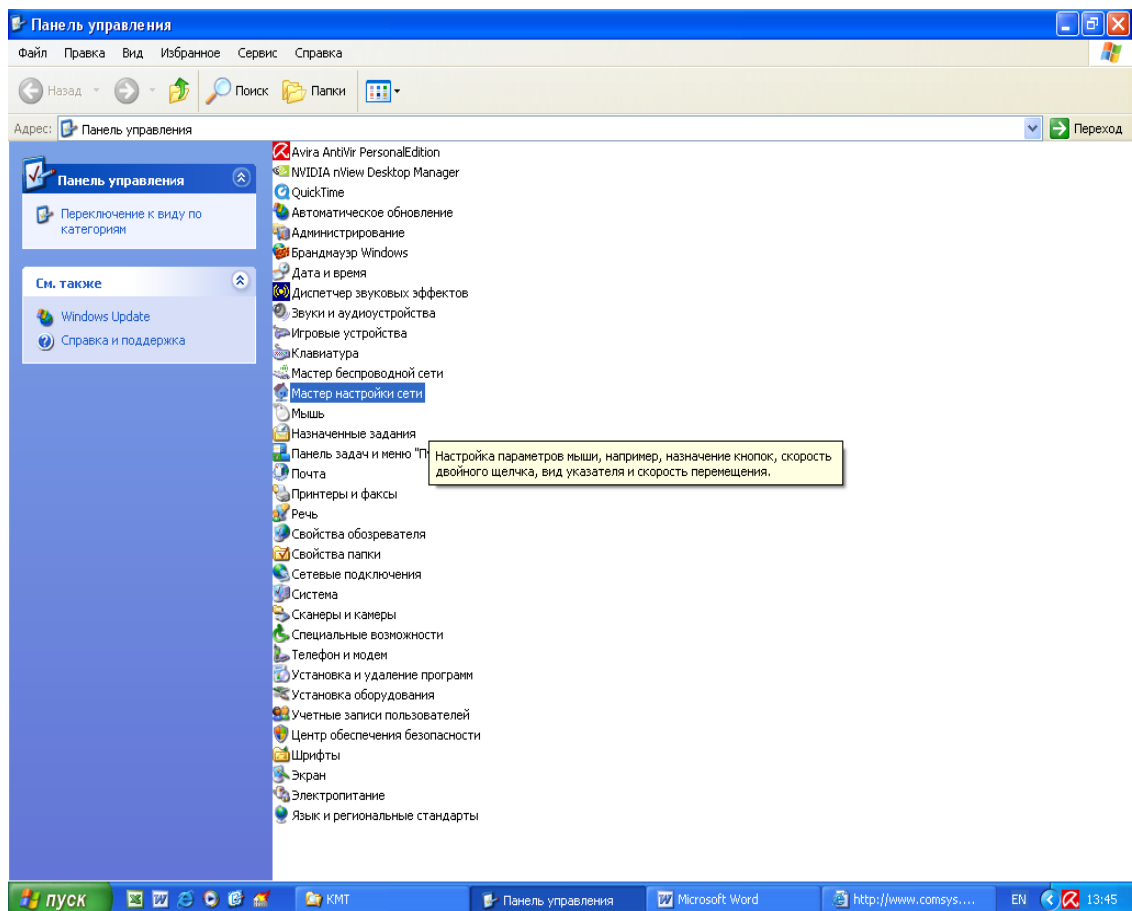 Панель управления
Файл Правка Вид Избранное Сервис Справка
Назад Поиск Папки
Адрес: Панель управления Переход
Панель управления
Переключение к виду по
категориям
См. также
Windows Update
Справка и поддержка
Avira AntiVir PersonalEdition
NVIDIA nView Desktop Manager
QuickTime
Автоматическое обновление
Администрирование
Брандмауэр Windows
Дата и время
Диспетчер звуковых эффектов
Звуки и аудиоустройства
Игровые устройства
Клавиатура
Мастер беспроводной сети
Мастер настройки сети
Мышь
Назначенные задания
Панель задач и меню "П
Настройка параметров мыши, например, назначение кнопок, скорость
двойного щелчка, вид указателя и скорость перемещения.
Почта
Принтеры и факсы
Речь
Свойства обозревателя
Свойства папки
Сетевые подключения
Система
Сканеры и камеры
Специальные возможности
Телефон и модем
Установка и удаление программ
Установка оборудования
Учетные записи пользователей
Центр обеспечения безопасности
Шрифты
Экран
Электропитание
Язык и региональные стандарты
пуск КМТ Панель управления Microsoft Word http://www.comsys.... EN 13:45